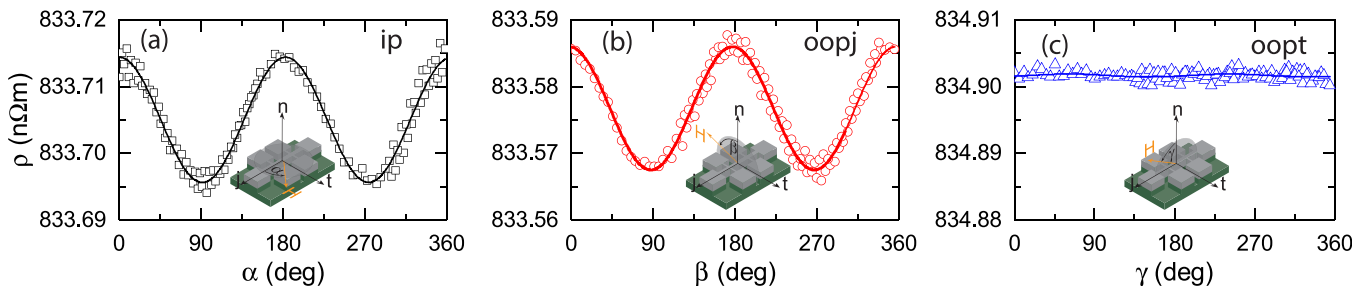 833.72
833.71
833.70
833.69
ρ (nΩm)
(a)
ip
n
j
t
α
H
0
90
180
270
360
α (deg)
833.59
833.58
833.57
833.56
(b)
oopj
n
j
t
β
H
0
90
180
270
360
β (deg)
834.91
834.90
834.89
834.88
(c)
oopt
n
j
t
γ
H
0
90
180
270
360
γ (deg)